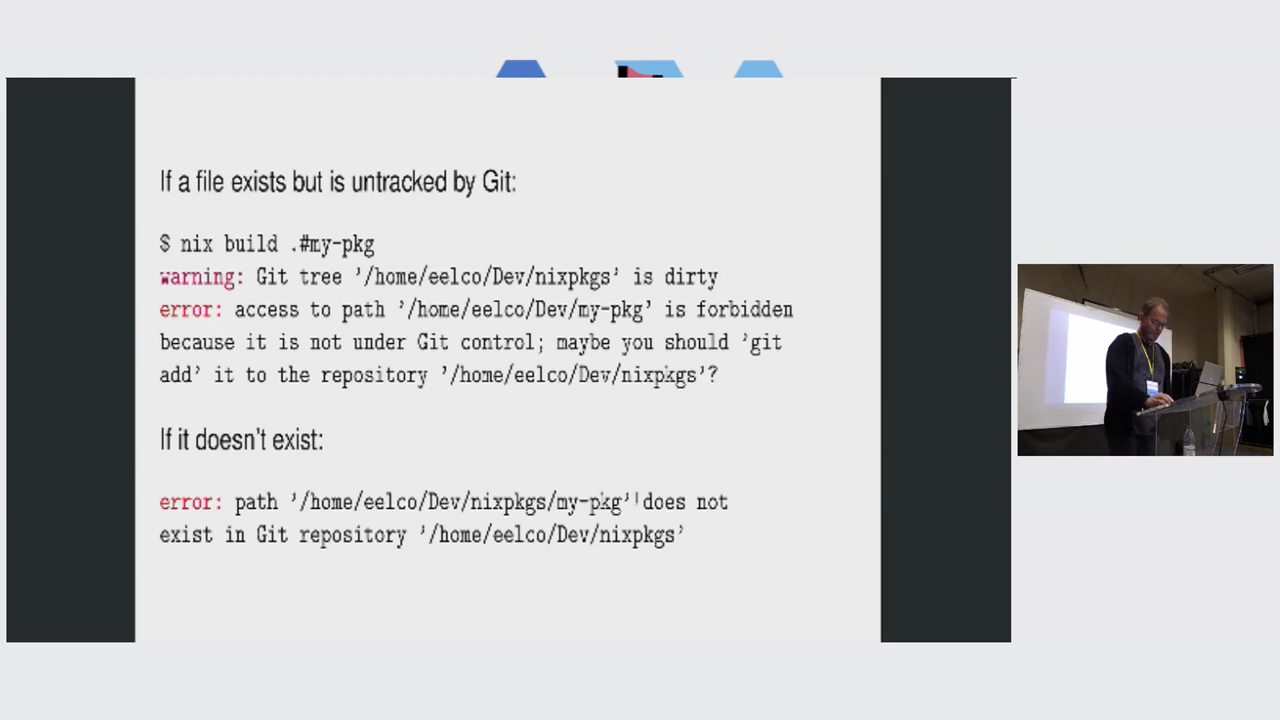 If a file exists but is untracked by Git:
$ nix build .#my-pkg
warning: Git tree '/home/eelco/Dev/nixpkgs' is dirty
error: access to path '/home/eelco/Dev/my-pkg' is forbidden
because it is not under Git control; maybe you should 'git
add' it to the repository '/home/eelco/Dev/nixpkgs'?
If it doesn't exist:
error: path '/home/eelco/Dev/nixpkgs/my-pkg' does not
exist in Git repository '/home/eelco/Dev/nixpkgs'